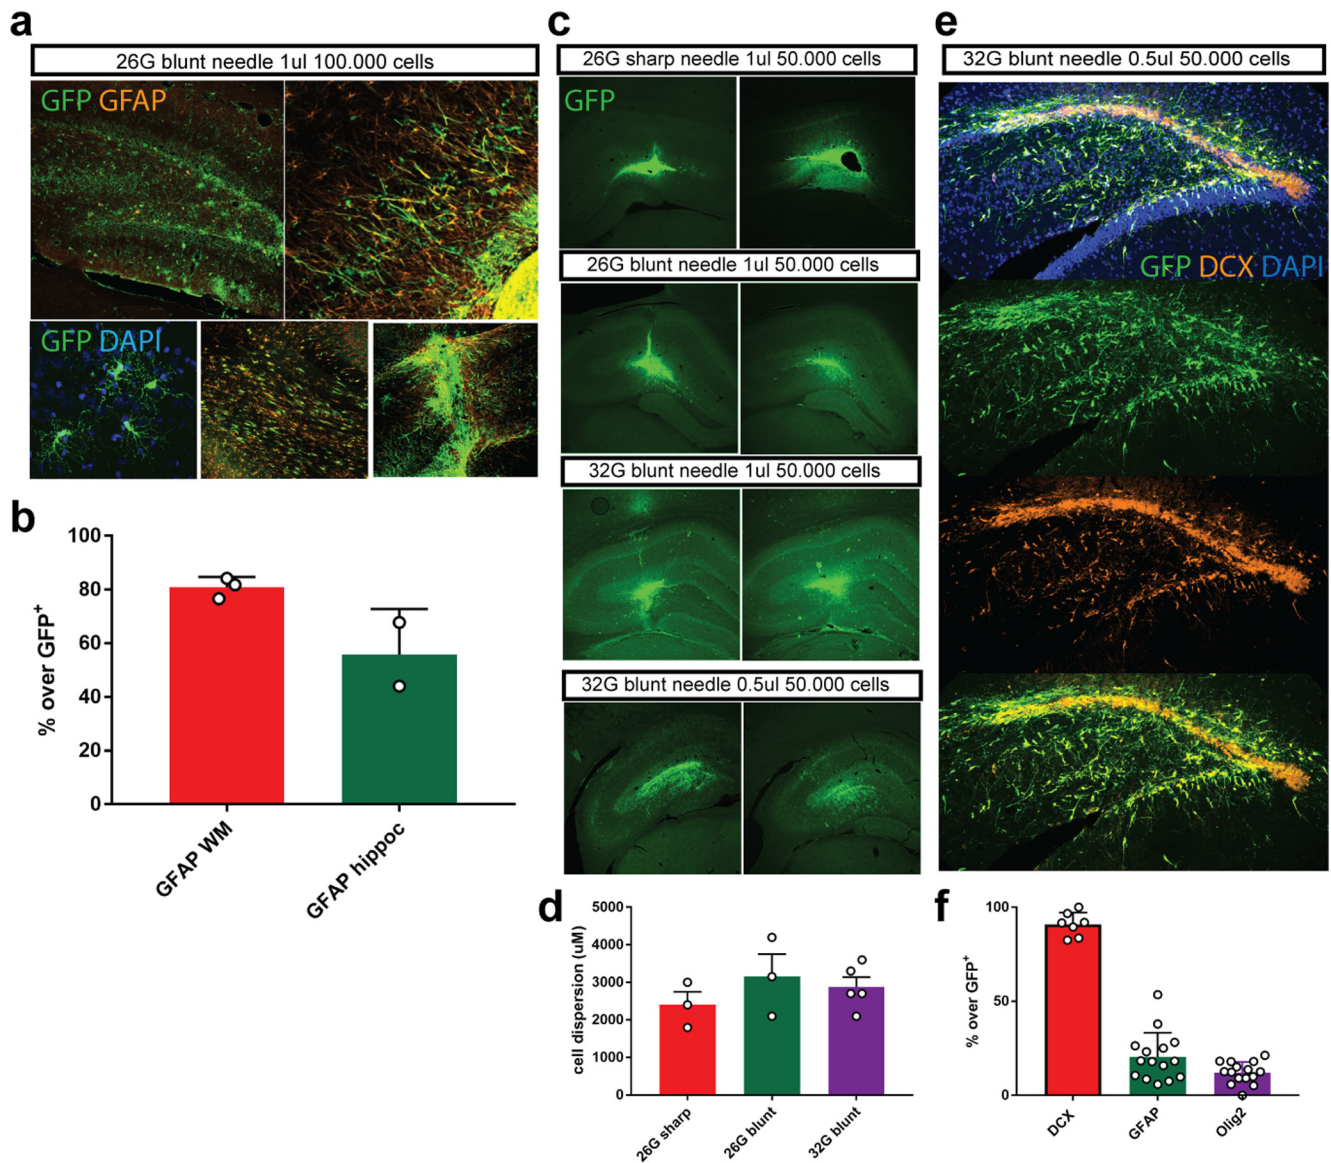 a
26G blunt needle 1ul 100.000 cells
GFP GFAP
GFP DAPI
b
100
80
60
40
20
0
% over GFP+
GFAP WM
GFAP hippoc
c
26G sharp needle 1ul 50.000 cells
GFP
26G blunt needle 1ul 50.000 cells
32G blunt needle 1ul 50.000 cells
32G blunt needle 0.5ul 50.000 cells
d
5000
4000
3000
2000
1000
0
cell dispersion (uM)
26G sharp
26G blunt
32G blunt
e
32G blunt needle 0.5ul 50.000 cells
GFP DCX DAPI
f
100
50
0
% over GFP+
DCX
GFAP
Olig2